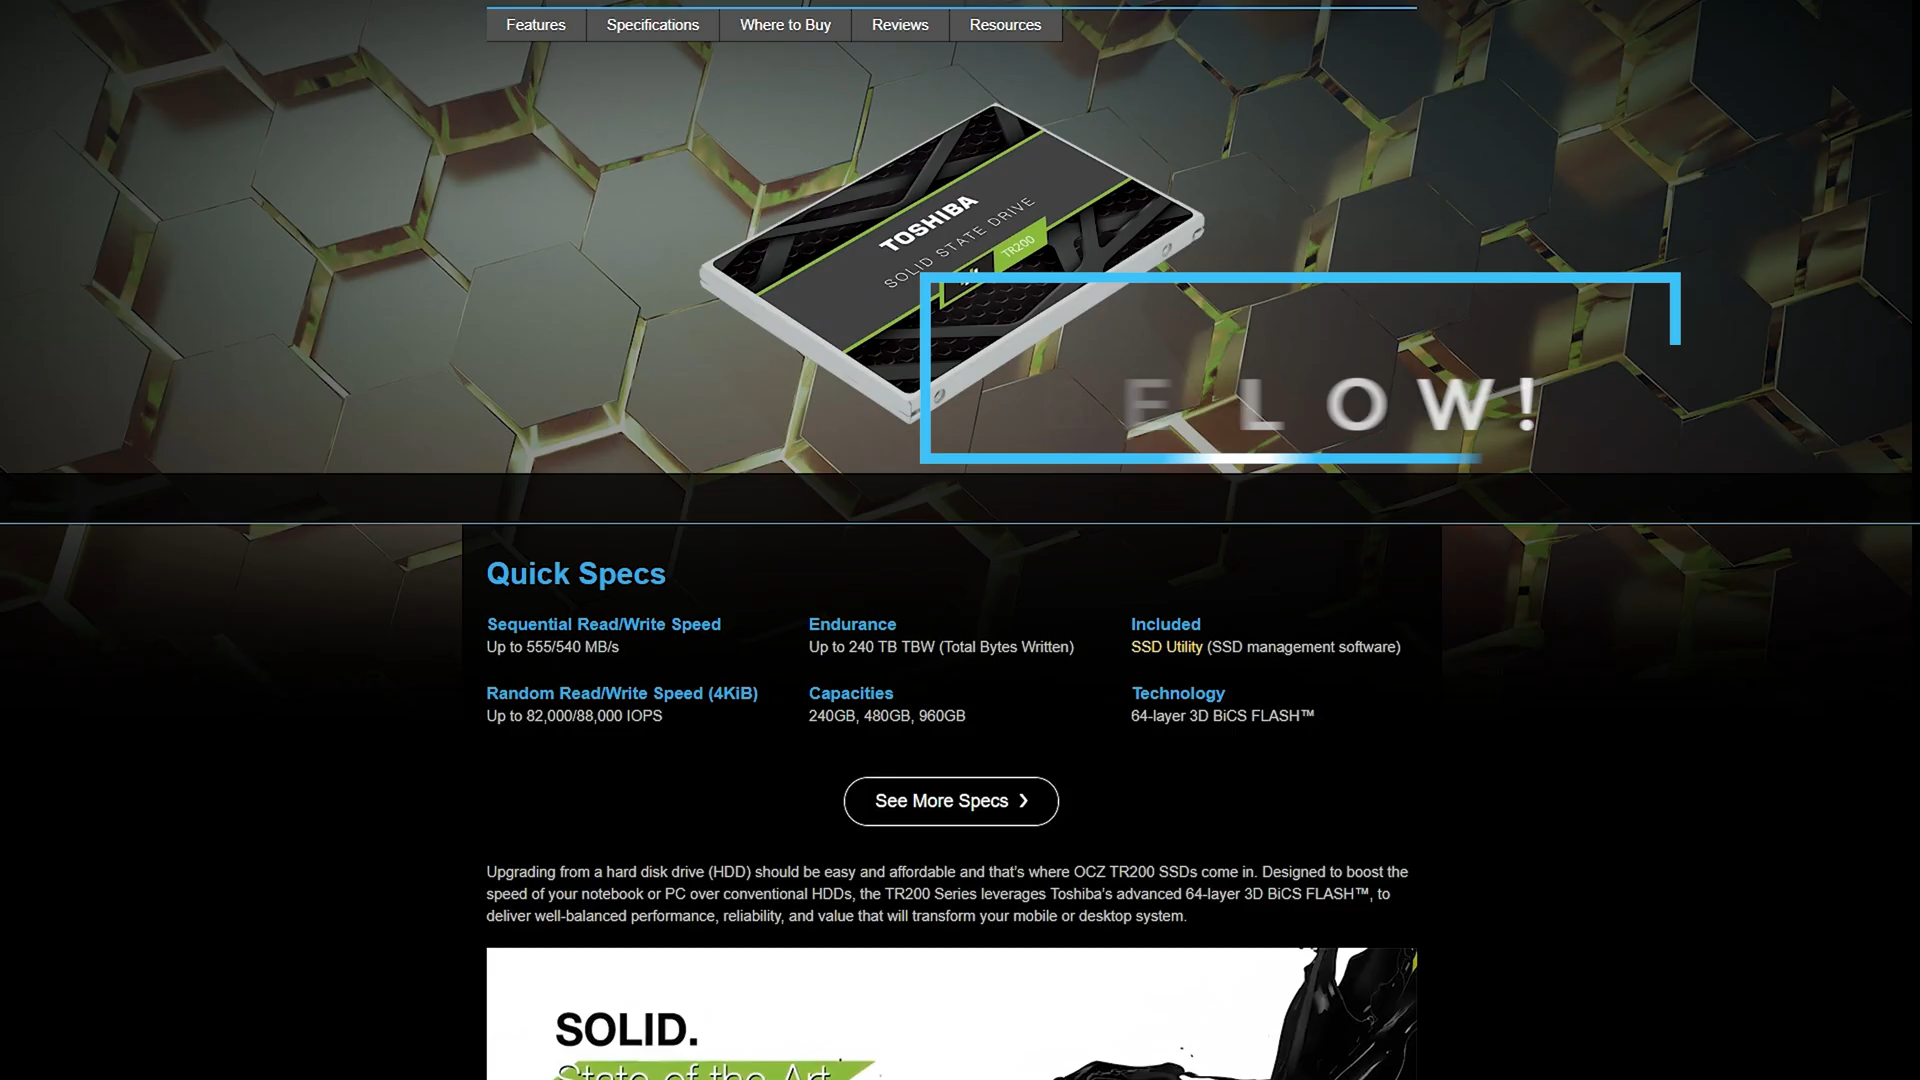 Features Specifications Where to Buy Reviews Resources
TOSHIBA
SOLID STATE DRIVE
TR200
E L O W !
Quick Specs
Sequential Read/Write Speed
Up to 555/540 MB/s
Endurance
Up to 240 TB TBW (Total Bytes Written)
Included
SSD Utility (SSD management software)
Random Read/Write Speed (4KiB)
Up to 82,000/88,000 IOPS
Capacities
240GB, 480GB, 960GB
Technology
64-layer 3D BiCS FLASH™
See More Specs ❯
Upgrading from a hard disk drive (HDD) should be easy and affordable and that's where OCZ TR200 SSDs come in. Designed to boost the
speed of your notebook or PC over conventional HDDs, the TR200 Series leverages Toshiba's advanced 64-layer 3D BiCS FLASH™, to
deliver well-balanced performance, reliability, and value that will transform your mobile or desktop system.
SOLID.
State of the Art